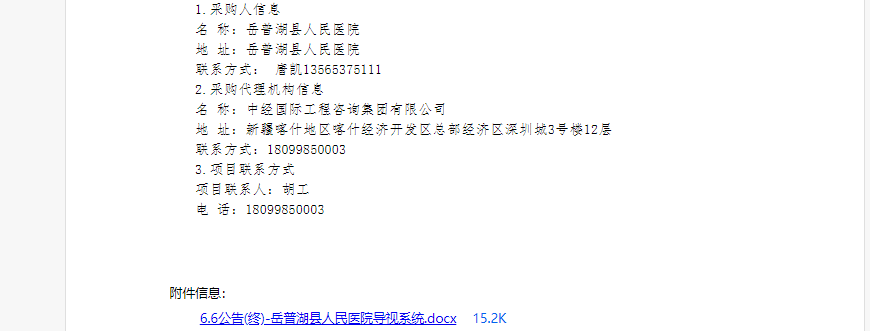 1.采购人信息
名 称：岳普湖县人民医院
地 址：岳普湖县人民医院
联系方式： 唐凯13565375111
2.采购代理机构信息
名 称：中经国际工程咨询集团有限公司
地 址：新疆喀什地区喀什经济开发区总部经济区深圳城3号楼12层
联系方式：18099850003
3.项目联系方式
项目联系人：胡工
电 话：18099850003
附件信息：
6.6公告(终)-岳普湖县人民医院导视系统.docx 15.2K